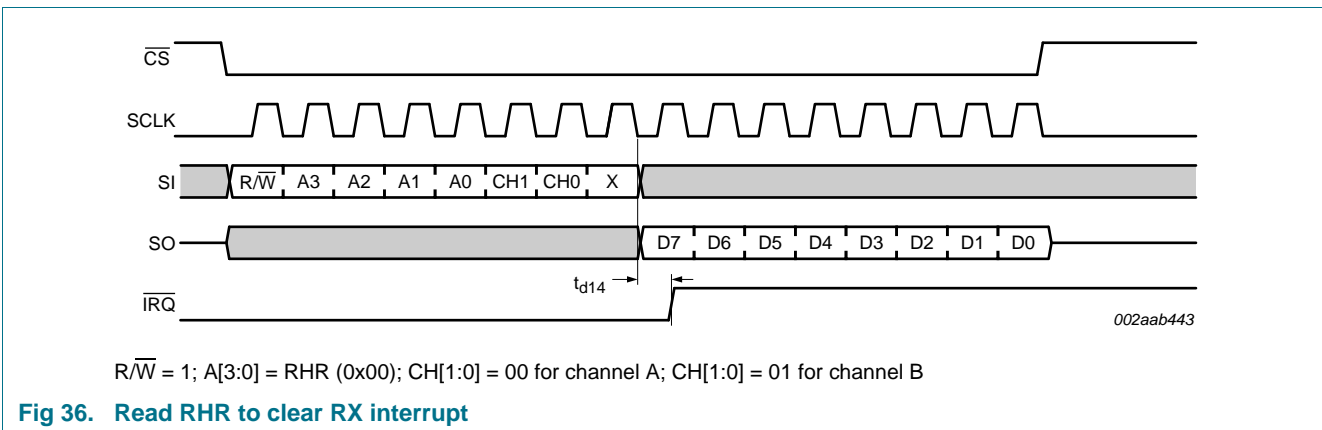 CS
SCLK
SI R/W A3 A2 A1 A0 CH1 CH0 X
SO D7 D6 D5 D4 D3 D2 D1 D0
td14
IRQ
002aab443
R/W = 1; A[3:0] = RHR (0x00); CH[1:0] = 00 for channel A; CH[1:0] = 01 for channel B
Fig 36. Read RHR to clear RX interrupt